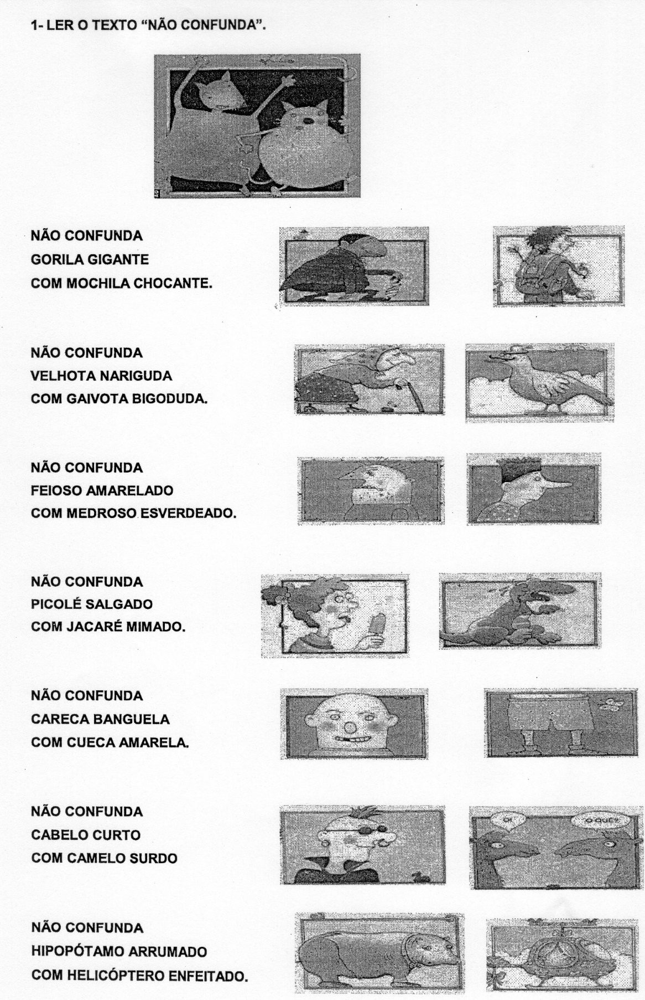 1- LER O TEXTO “NÃO CONFUNDA”.
NÃO CONFUNDA
GORILA GIGANTE
COM MOCHILA CHOCANTE.
NÃO CONFUNDA
VELHOTA NARIGUDA
COM GAIVOTA BIGODUDA.
NÃO CONFUNDA
FEIOSO AMARELADO
COM MEDROSO ESVERDEADO.
NÃO CONFUNDA
PICOLÉ SALGADO
COM JACARÉ MIMADO.
NÃO CONFUNDA
CARECA BANGUELA
COM CUECA AMARELA.
NÃO CONFUNDA
CABELO CURTO
COM CAMELO SURDO
OI
O QUÊ?
NÃO CONFUNDA
HIPOPÓTAMO ARRUMADO
COM HELICÓPTERO ENFEITADO.